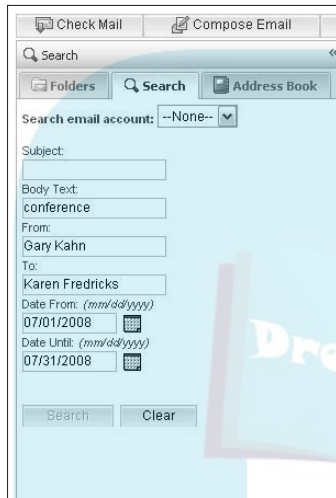 Check Mail Compose Email
Search «
Folders Search Address Book
Search email account: --None--
Subject:
Body Text:
conference
From:
Gary Kahn
To:
Karen Fredricks
Date From: (mm/dd/yyyy)
07/01/2008
Date Until: (mm/dd/yyyy)
07/31/2008
Dre
Search Clear